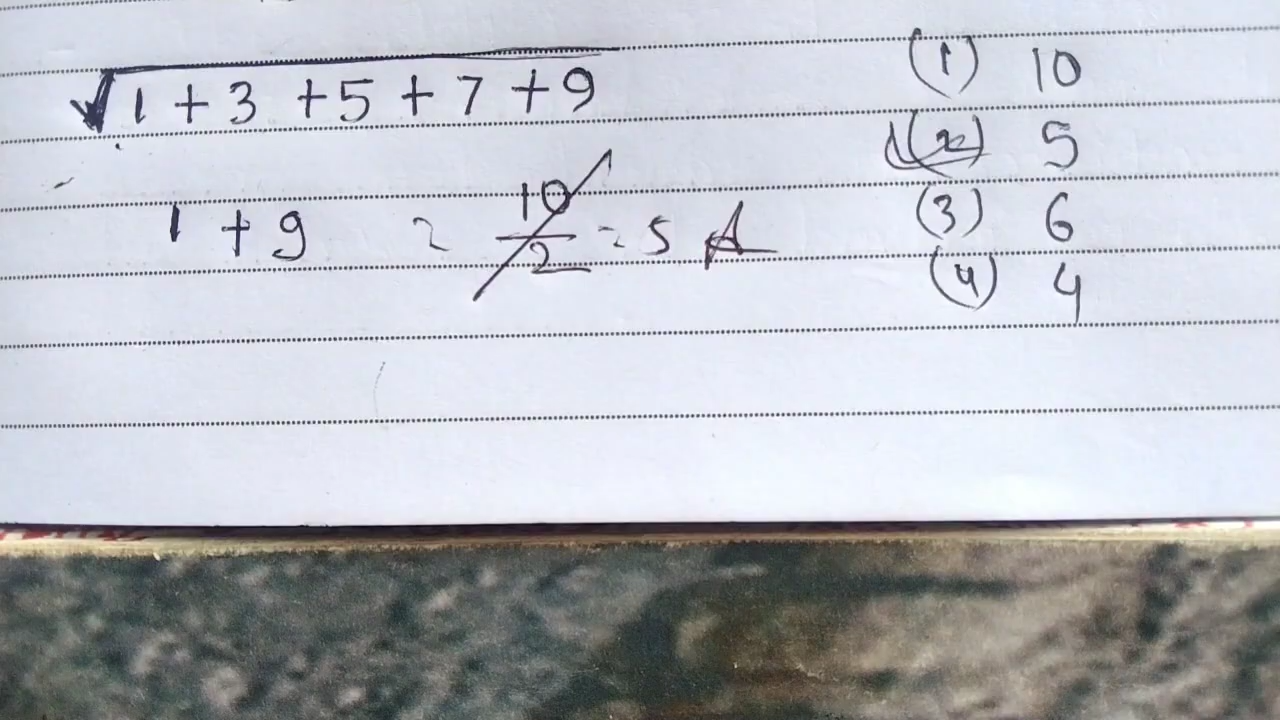 √1 + 3 + 5 + 7 + 9
1 + 9 = 10/2 = 5 A
(1) 10
(2) 5
(3) 6
(4) 4